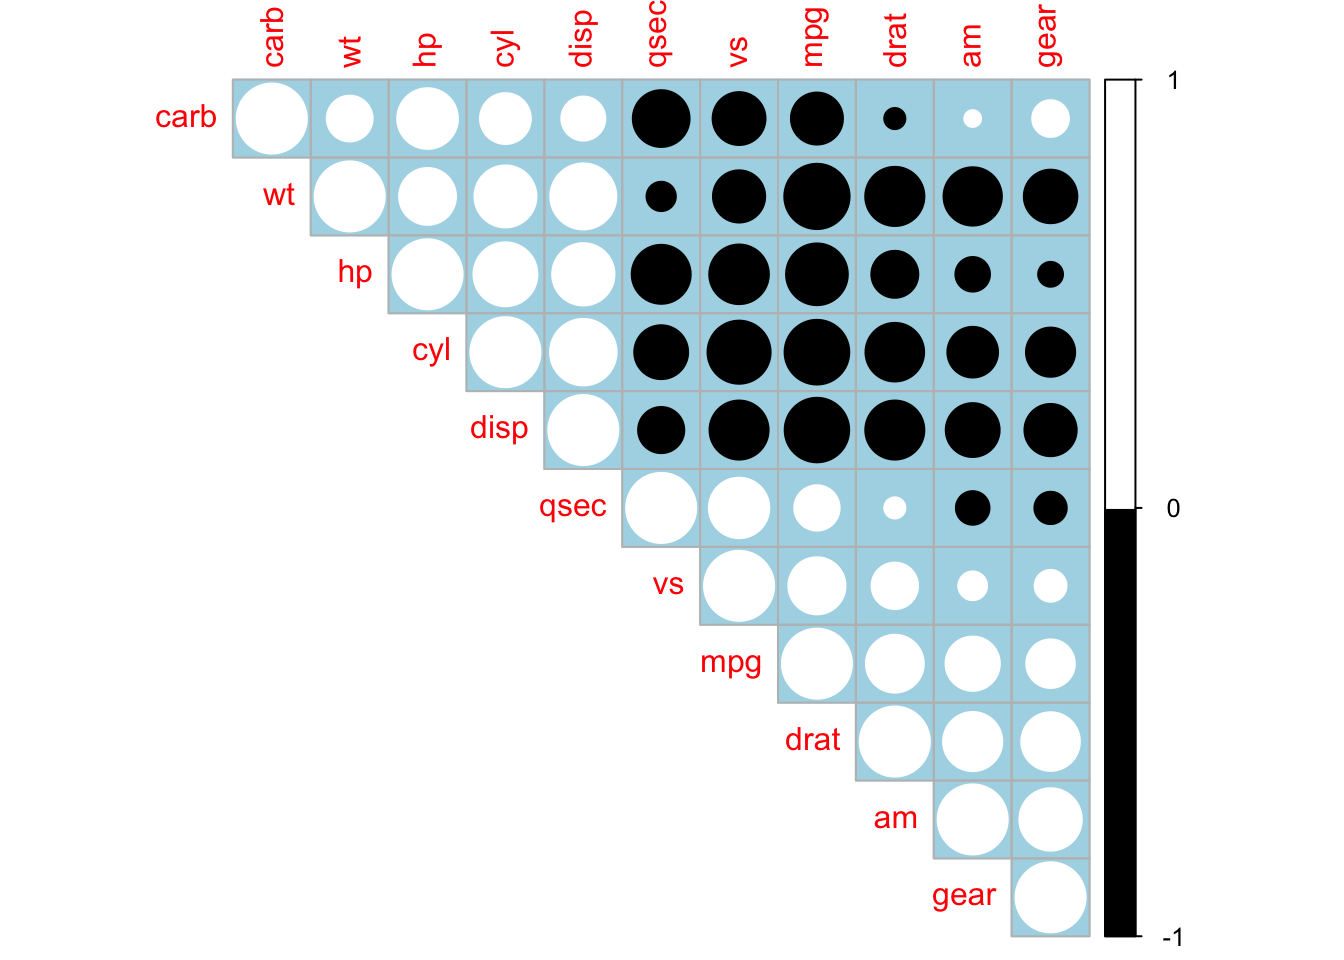 carb wt hp cyl disp qsec vs mpg drat am gear
carb
wt
hp
cyl
disp
qsec
vs
mpg
drat
am
gear
1
0
-1